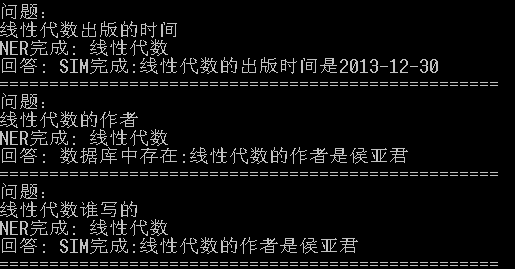 问题:
线性代数出版的时间
NER完成: 线性代数
回答: SIM完成:线性代数的出版时间是2013-12-30
==================================================
问题:
线性代数的作者
NER完成: 线性代数
回答: 数据库中存在:线性代数的作者是侯亚君
==================================================
问题:
线性代数谁写的
NER完成: 线性代数
回答: SIM完成:线性代数的作者是侯亚君
==================================================